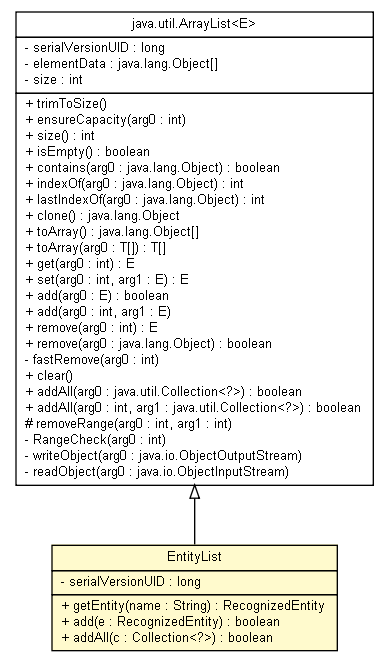 java.util.ArrayList<E>
- serialVersionUID : long
- elementData : java.lang.Object[]
- size : int
+ trimToSize()
+ ensureCapacity(arg0 : int)
+ size() : int
+ isEmpty() : boolean
+ contains(arg0 : java.lang.Object) : boolean
+ indexOf(arg0 : java.lang.Object) : int
+ lastIndexOf(arg0 : java.lang.Object) : int
+ clone() : java.lang.Object
+ toArray() : java.lang.Object[]
+ toArray(arg0 : T[]) : T[]
+ get(arg0 : int) : E
+ set(arg0 : int, arg1 : E) : E
+ add(arg0 : E) : boolean
+ add(arg0 : int, arg1 : E)
+ remove(arg0 : int) : E
+ remove(arg0 : java.lang.Object) : boolean
- fastRemove(arg0 : int)
+ clear()
+ addAll(arg0 : java.util.Collection<?>) : boolean
+ addAll(arg0 : int, arg1 : java.util.Collection<?>) : boolean
# removeRange(arg0 : int, arg1 : int)
- RangeCheck(arg0 : int)
- writeObject(arg0 : java.io.ObjectOutputStream)
- readObject(arg0 : java.io.ObjectInputStream)
EntityList
- serialVersionUID : long
+ getEntity(name : String) : RecognizedEntity
+ add(e : RecognizedEntity) : boolean
+ addAll(c : Collection<?>) : boolean